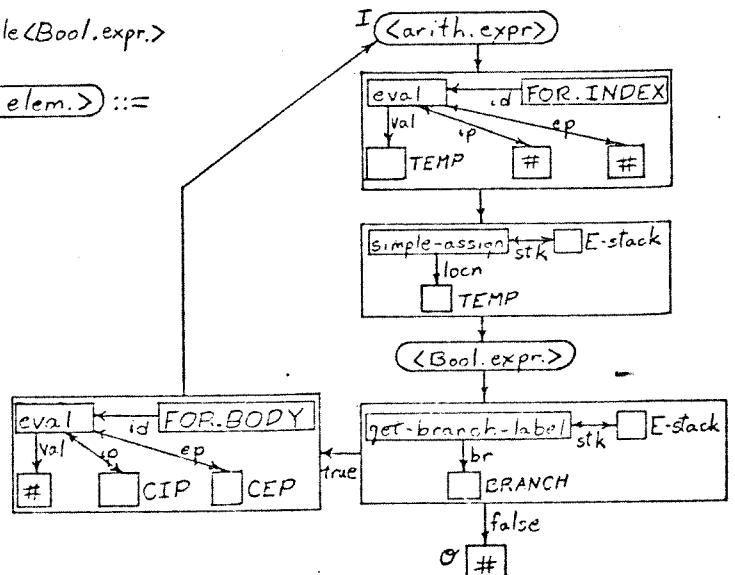 le<Bool.expr.>
elem.>) ::=
I
<arith.expr>
eval
id
FOR.INDEX
val
ip
ep
TEMP
#
#
simple-assign
stk
E-stack
locn
TEMP
<Bool.expr.>
eval
id
FOR.BODY
val
ip
ep
#
CIP
CEP
true
get-branch-label
stk
E-stack
br
BRANCH
false
O
#